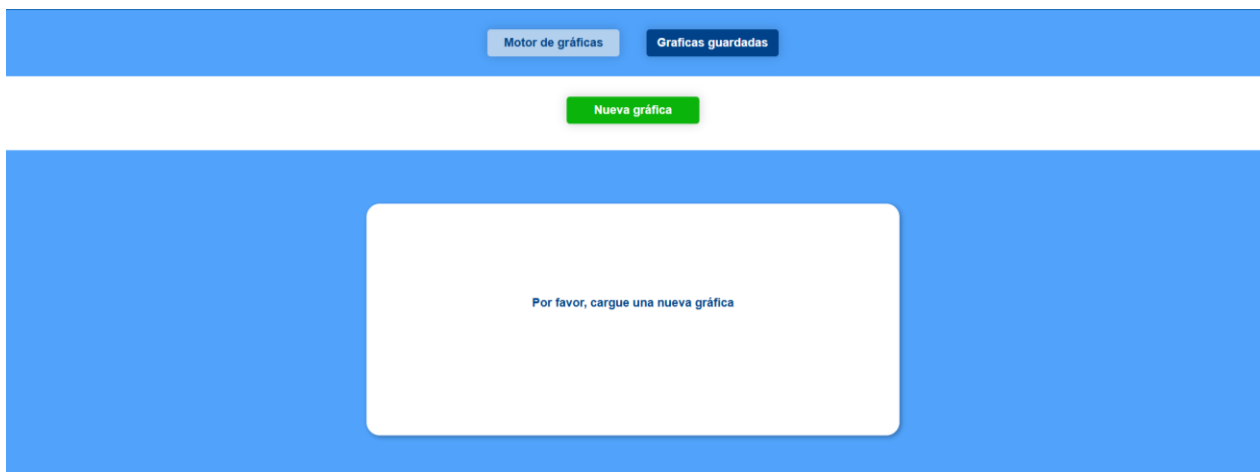 Motor de gráficas
Graficas guardadas
Nueva gráfica
Por favor, cargue una nueva gráfica